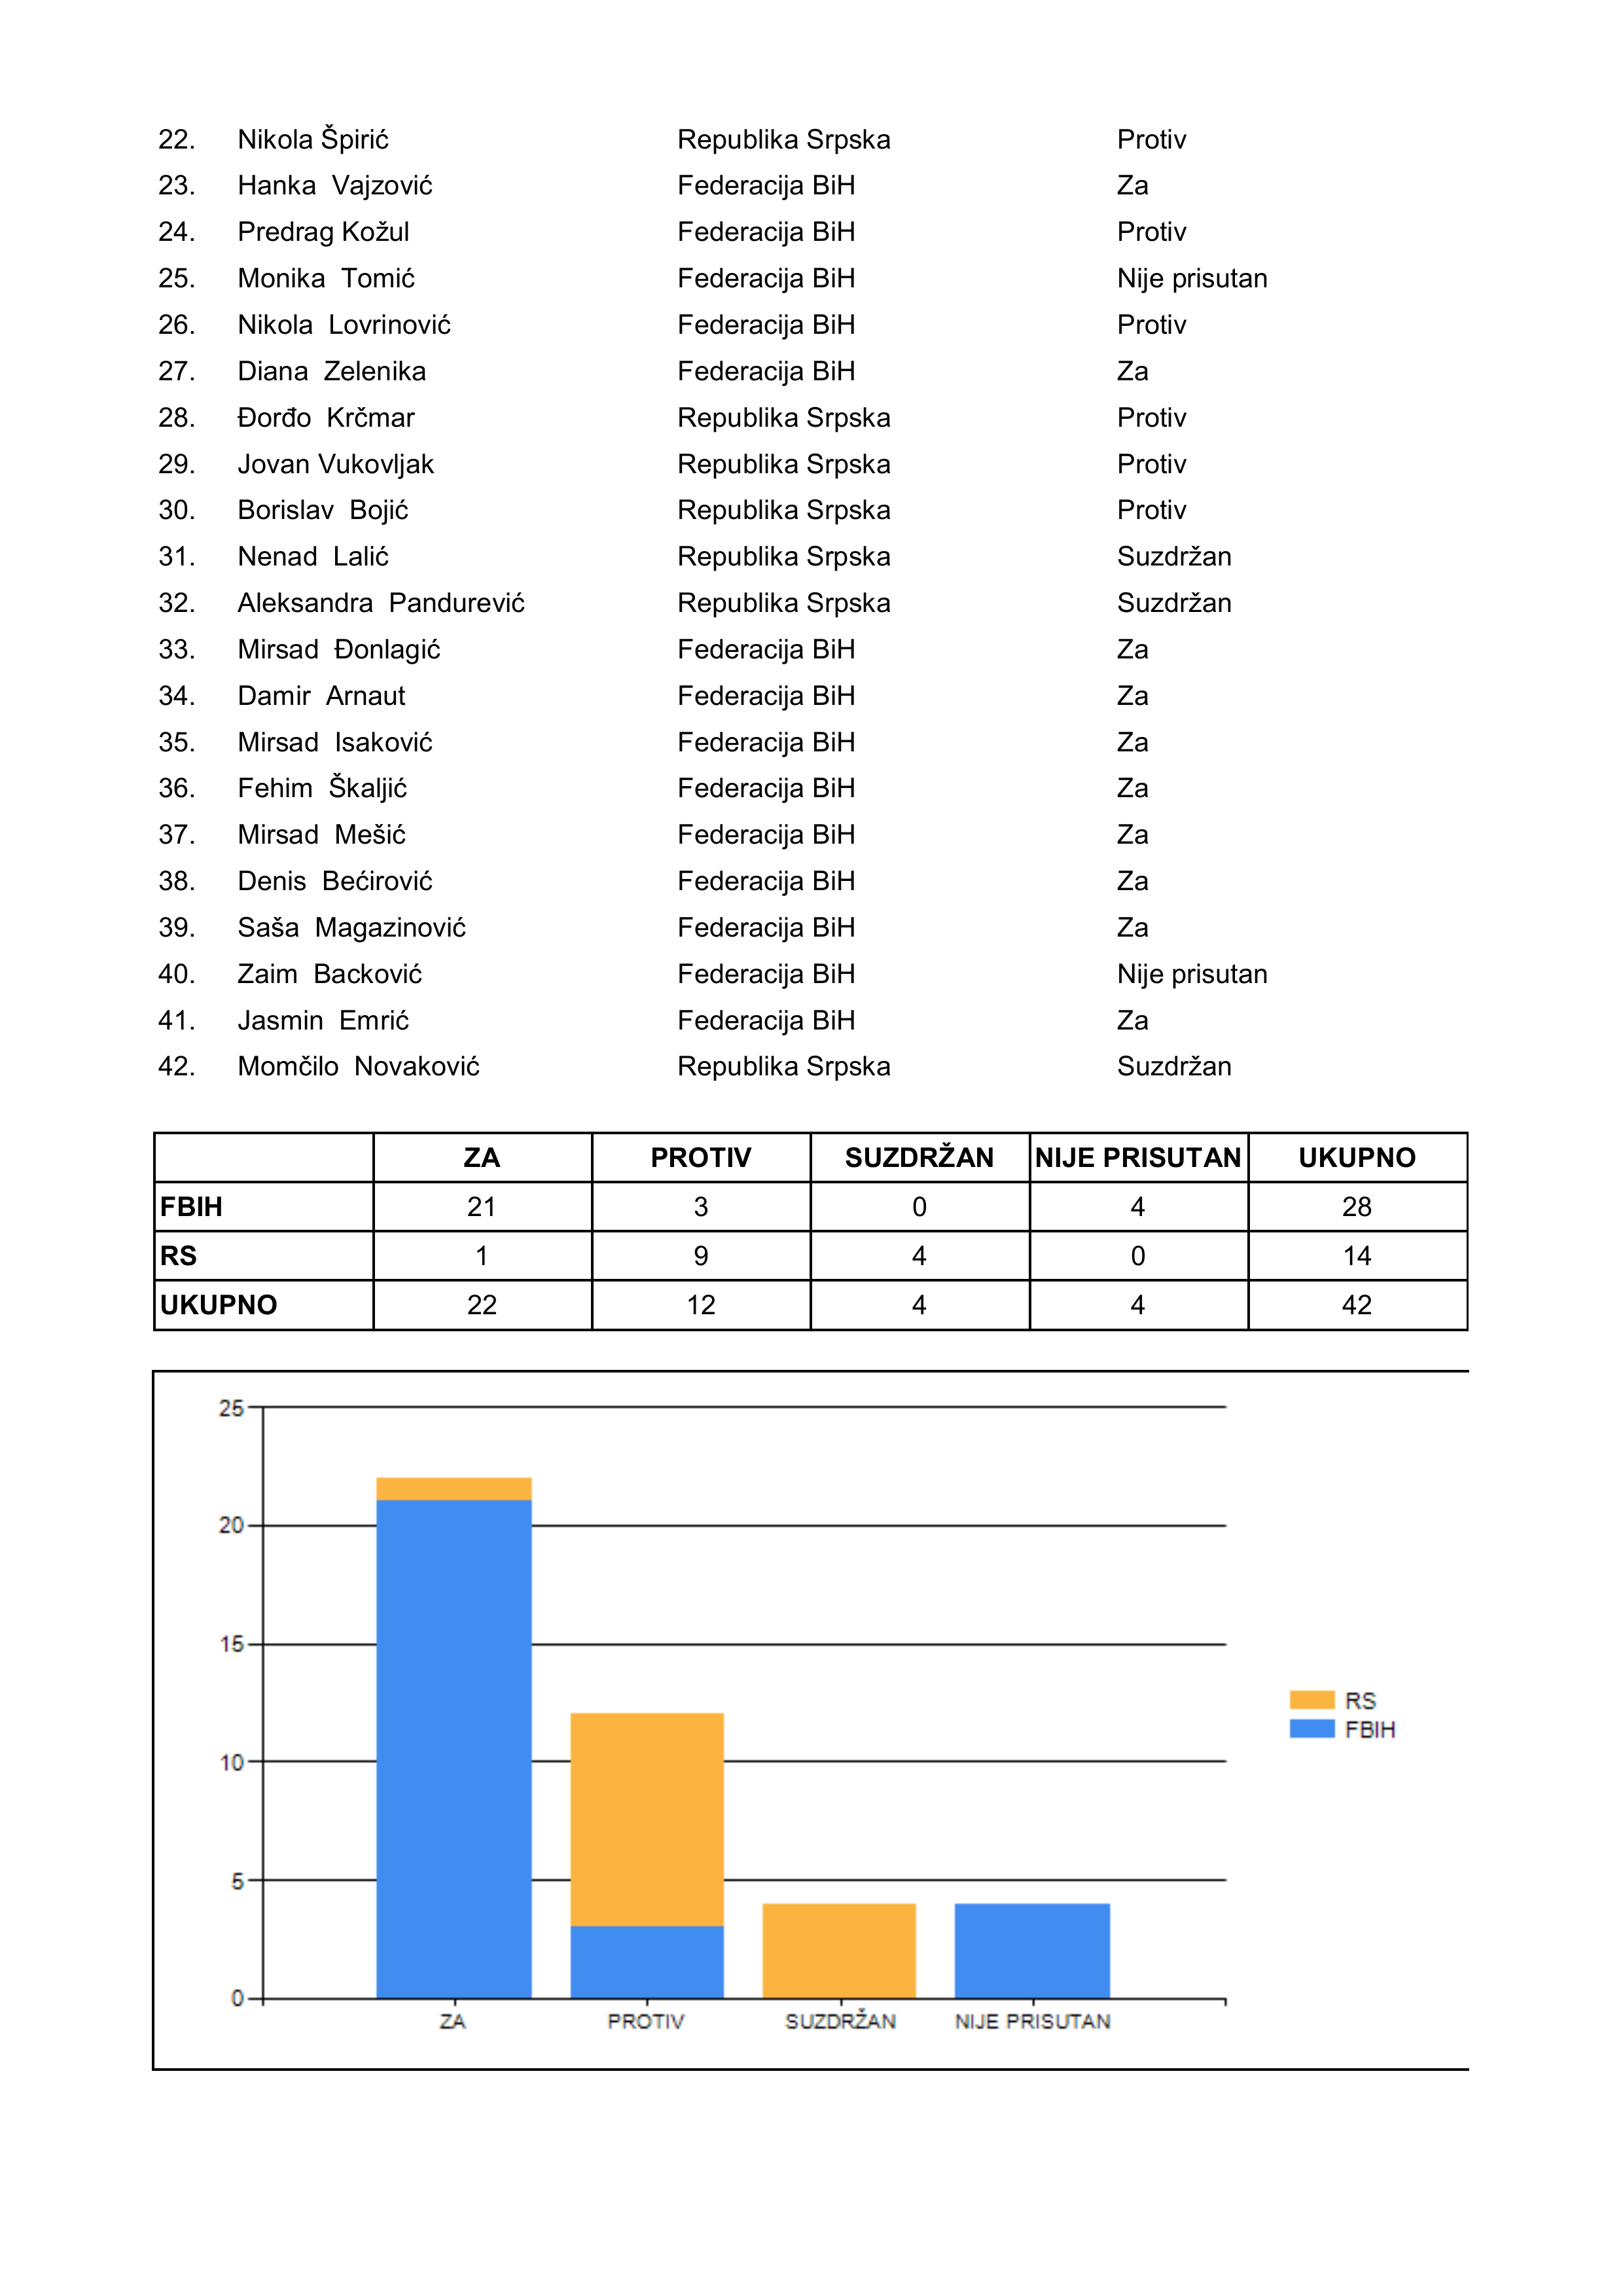 22. Nikola Špirić Republika Srpska Protiv
23. Hanka Vajzović Federacija BiH Za
24. Predrag Kožul Federacija BiH Protiv
25. Monika Tomić Federacija BiH Nije prisutan
26. Nikola Lovrinović Federacija BiH Protiv
27. Diana Zelenika Federacija BiH Za
28. Đorđo Krčmar Republika Srpska Protiv
29. Jovan Vukovljak Republika Srpska Protiv
30. Borislav Bojić Republika Srpska Protiv
31. Nenad Lalić Republika Srpska Suzdržan
32. Aleksandra Pandurević Republika Srpska Suzdržan
33. Mirsad Đonlagić Federacija BiH Za
34. Damir Arnaut Federacija BiH Za
35. Mirsad Isaković Federacija BiH Za
36. Fehim Škaljić Federacija BiH Za
37. Mirsad Mešić Federacija BiH Za
38. Denis Bećirović Federacija BiH Za
39. Saša Magazinović Federacija BiH Za
40. Zaim Backović Federacija BiH Nije prisutan
41. Jasmin Emrić Federacija BiH Za
42. Momčilo Novaković Republika Srpska Suzdržan
ZA PROTIV SUZDRŽAN NIJE PRISUTAN UKUPNO
FBIH 21 3 0 4 28
RS 1 9 4 0 14
UKUPNO 22 12 4 4 42
25
20
15
10
5
0
ZA PROTIV SUZDRŽAN NIJE PRISUTAN
RS
FBIH